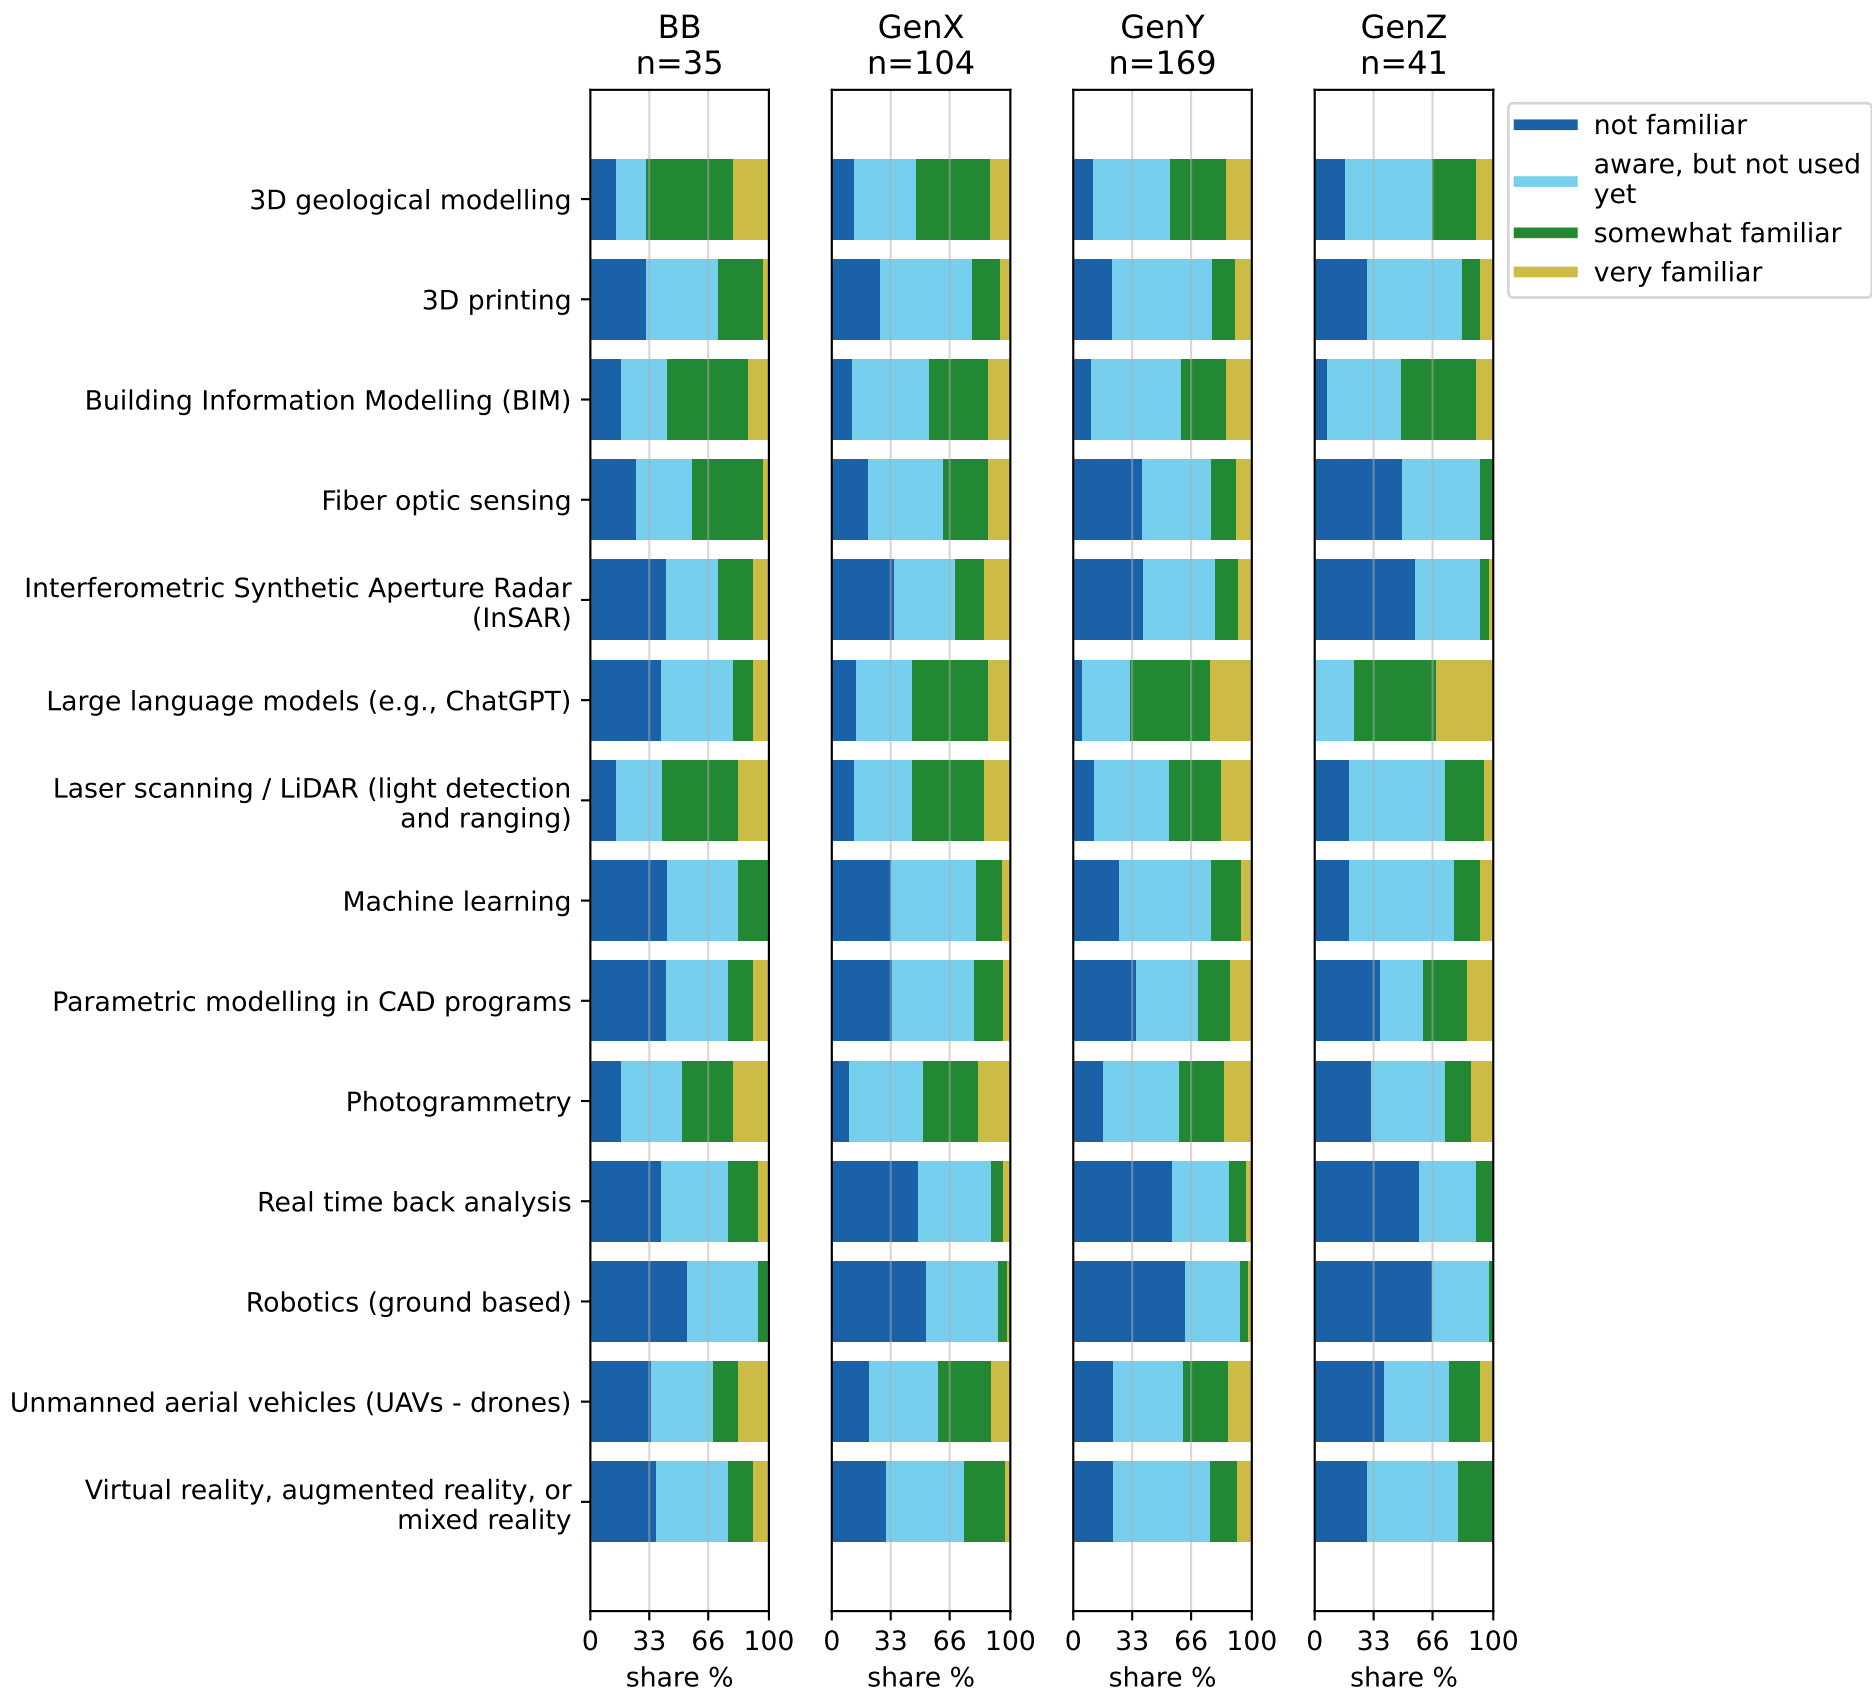 BB
n=35
GenX
n=104
GenY
n=169
GenZ
n=41
not familiar
aware, but not used
yet
somewhat familiar
very familiar
3D geological modelling
3D printing
Building Information Modelling (BIM)
Fiber optic sensing
Interferometric Synthetic Aperture Radar
(InSAR)
Large language models (e.g., ChatGPT)
Laser scanning / LiDAR (light detection
and ranging)
Machine learning
Parametric modelling in CAD programs
Photogrammetry
Real time back analysis
Robotics (ground based)
Unmanned aerial vehicles (UAVs - drones)
Virtual reality, augmented reality, or
mixed reality
0 33 66 100
share %
0 33 66 100
share %
0 33 66 100
share %
0 33 66 100
share %